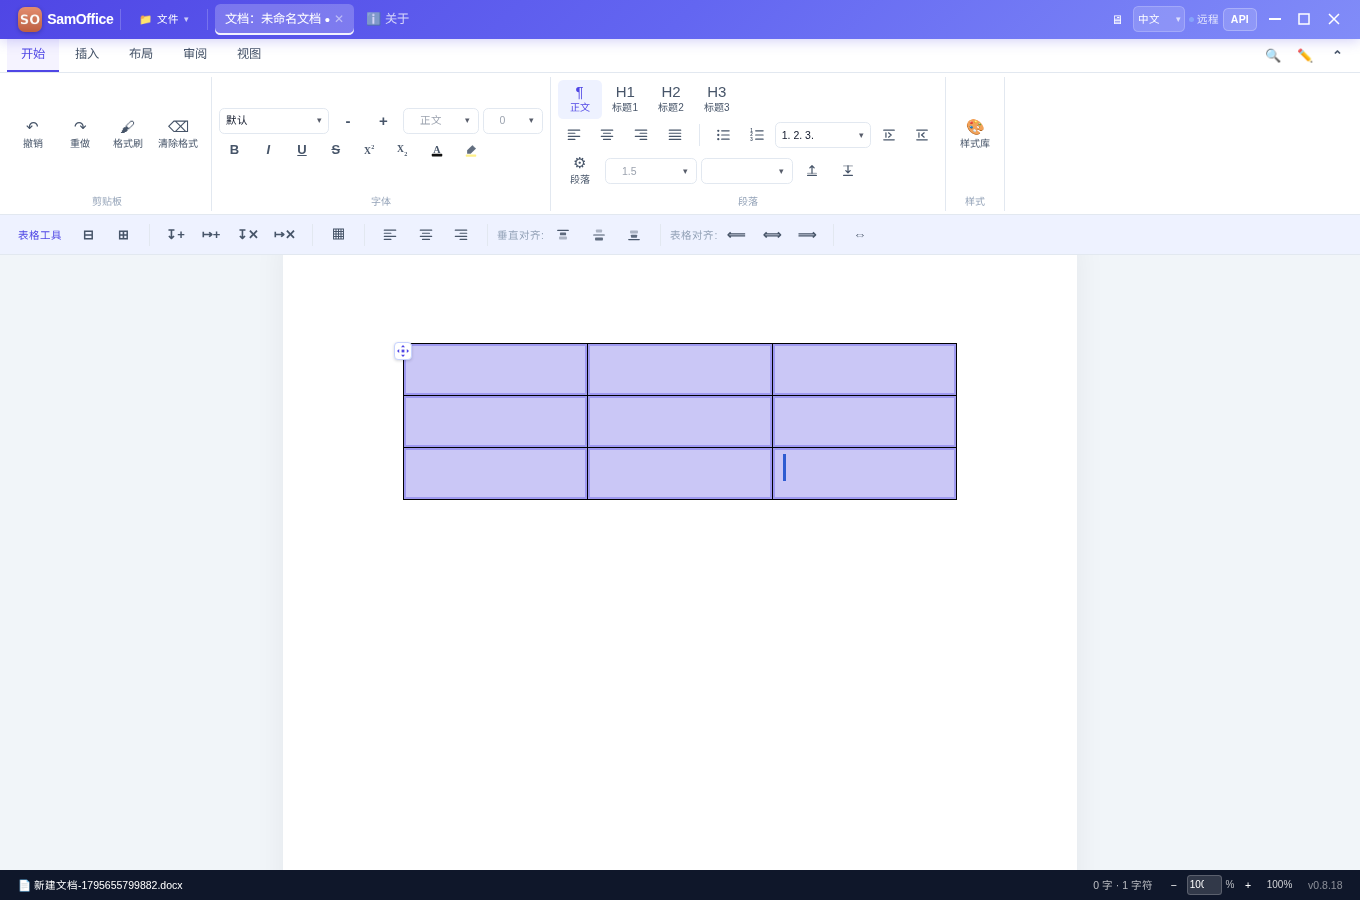 SO SamOffice 📁 文件 ▾ 文档: 未命名文档 ● ✕ ℹ️ 关于 中文 ▾ 远程 API
开始 插入 布局 审阅 视图
¶ H1 H2 H3
正文 标题1 标题2 标题3
默认 - + 正文 0
撤销 重做 格式刷 清除格式
B I U S X² X₂ A
1. 2. 3.
样式库
段落 1.5
剪贴板 字体 段落 样式
表格工具 垂直对齐: 表格对齐:
新建文档-1795655799882.docx 0 字 · 1 字符 − 100 % + 100% v0.8.18